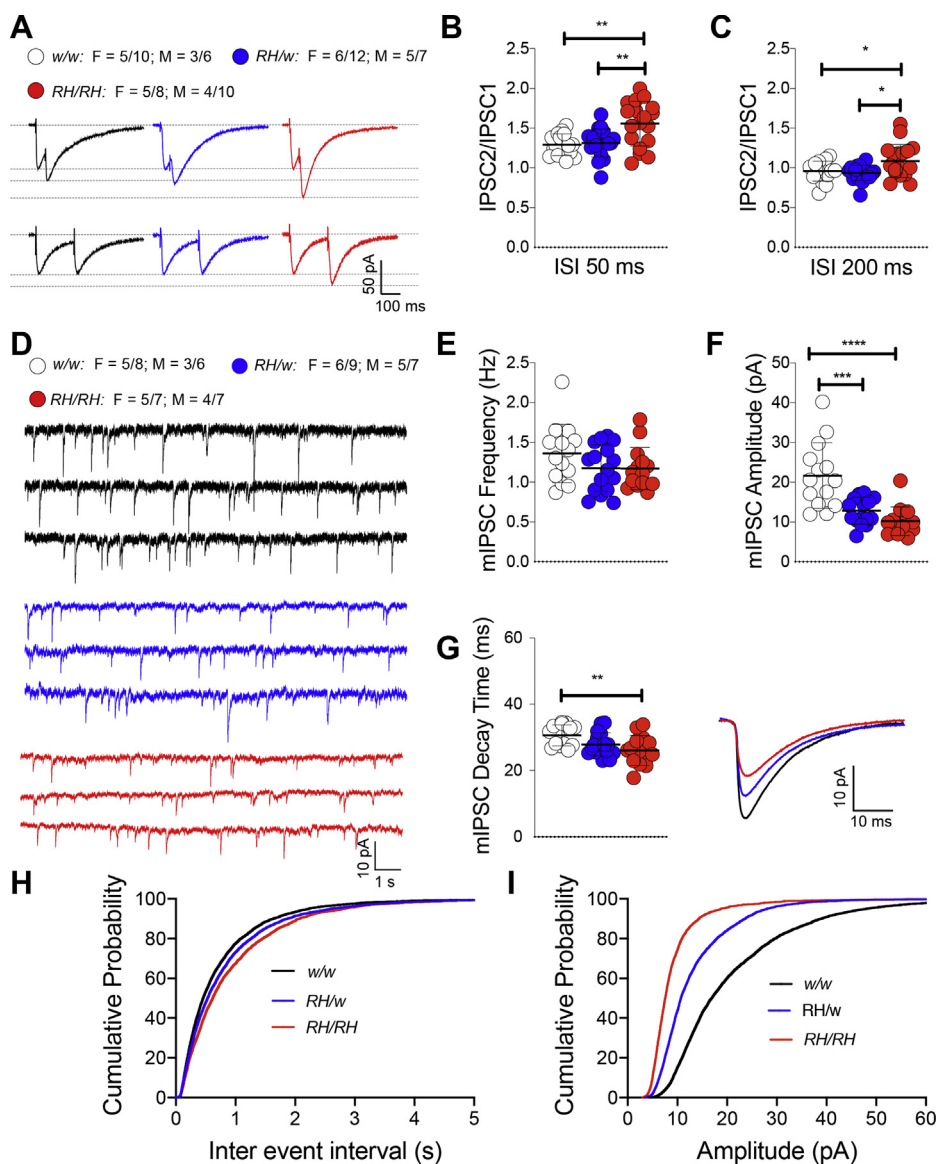 A
w/w: F = 5/10; M = 3/6
RH/w: F = 6/12; M = 5/7
RH/RH: F = 5/8; M = 4/10
50 pA
100 ms
B
**
**
2.5
2.0
1.5
1.0
0.5
0.0
IPSC2/IPSC1
ISI 50 ms
C
*
*
2.5
2.0
1.5
1.0
0.5
0.0
IPSC2/IPSC1
ISI 200 ms
D
w/w: F = 5/8; M = 3/6
RH/w: F = 6/9; M = 5/7
RH/RH: F = 5/7; M = 4/7
10 pA
1 s
E
2.5
2.0
1.5
1.0
0.5
0.0
mIPSC Frequency (Hz)
F
****
***
50
40
30
20
10
0
mIPSC Amplitude (pA)
G
**
60
40
20
0
mIPSC Decay Time (ms)
10 pA
10 ms
H
100
80
60
40
20
0
Cumulative Probability
w/w
RH/w
RH/RH
0 1 2 3 4 5
Inter event interval (s)
I
100
80
60
40
20
0
Cumulative Probability
w/w
RH/w
RH/RH
0 10 20 30 40 50 60
Amplitude (pA)